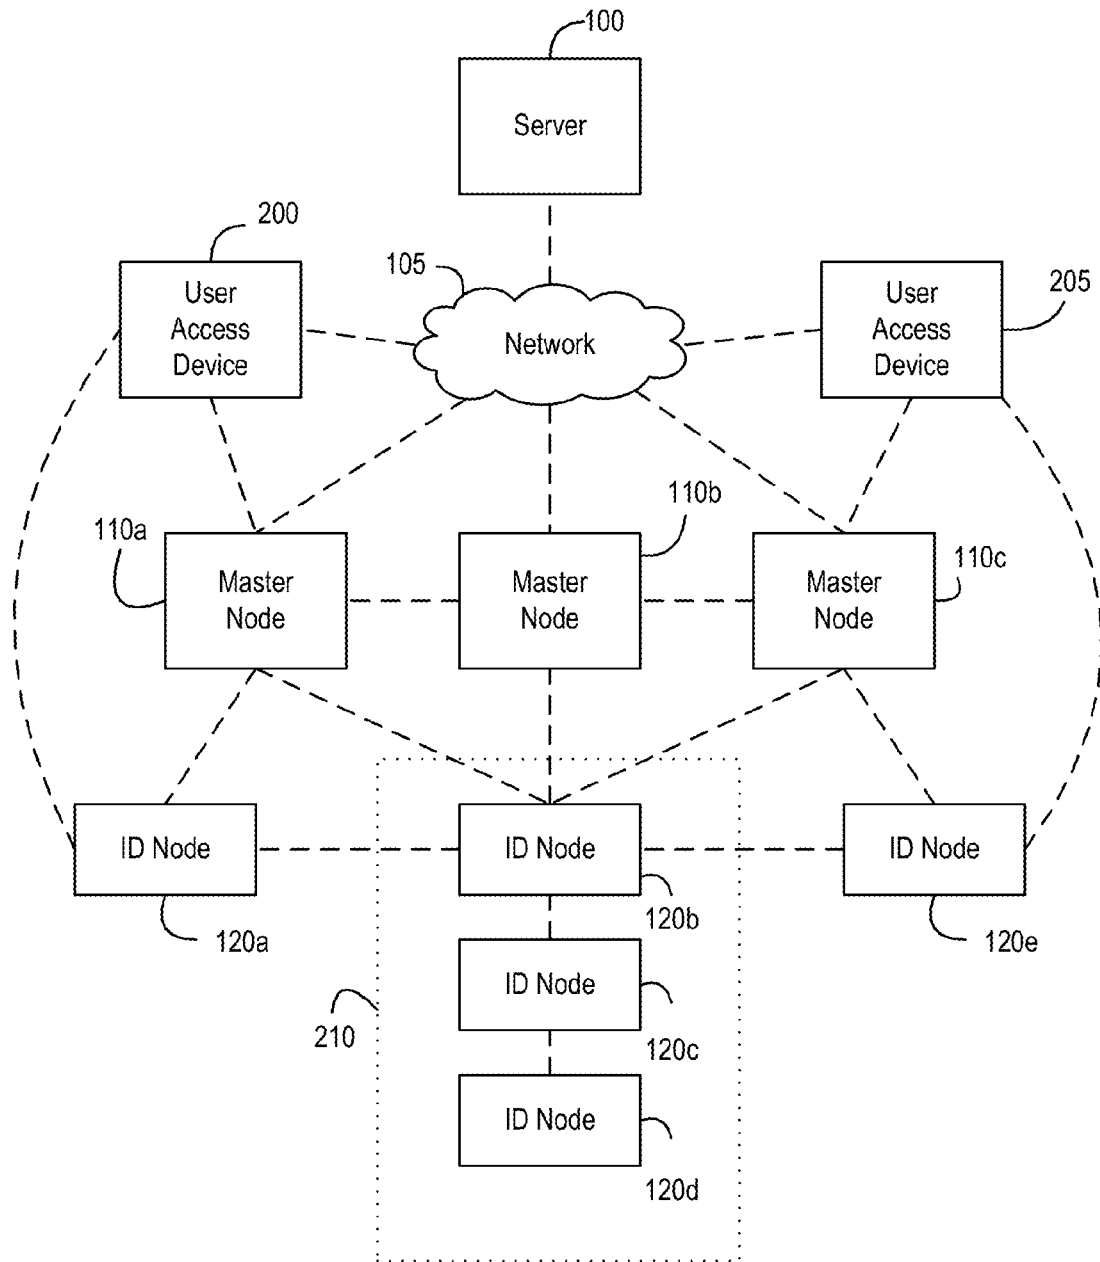 100
Server
200
User
Access
Device
105
Network
User
Access
Device
205
110a
Master
Node
110b
Master
Node
110c
Master
Node
ID Node
120a
ID Node
120b
ID Node
120e
210
ID Node
120c
ID Node
120d